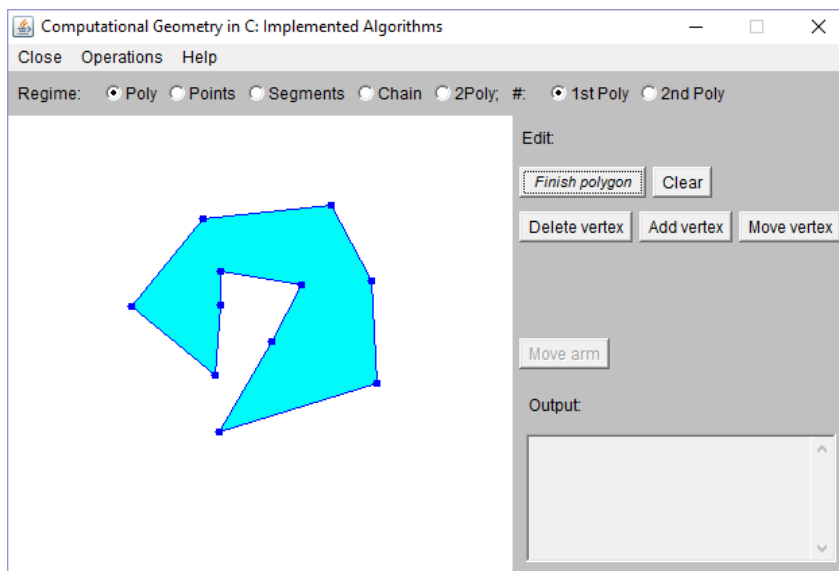 Computational Geometry in C: Implemented Algorithms
Close Operations Help
Regime: Poly Points Segments Chain 2Poly; #: 1st Poly 2nd Poly
Edit:
Finish polygon Clear
Delete vertex Add vertex Move vertex
Move arm
Output: